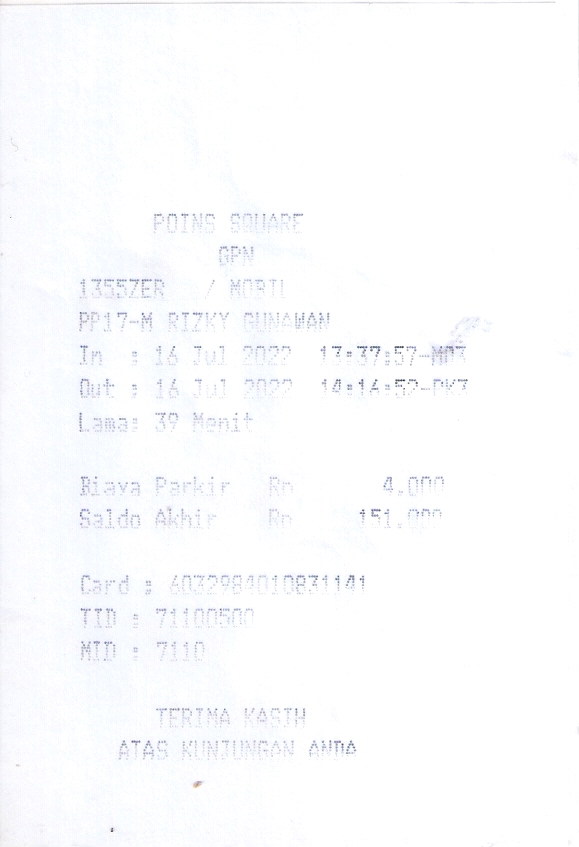 POINS SQUARE
GPN
1355ZER / MOBIL
PP17-M RIZKY GUNAWAN
In : 16 Jul 2022 13:37:57-MP3
Out : 16 Jul 2022 14:16:52-PK7
Lama: 39 Menit
Biaya Parkir Rp 4.000
Saldo Akhir Rp 151.000
Card : 6032984010831141
TID : 71100500
MID : 7110
TERIMA KASIH
ATAS KUNJUNGAN ANDA